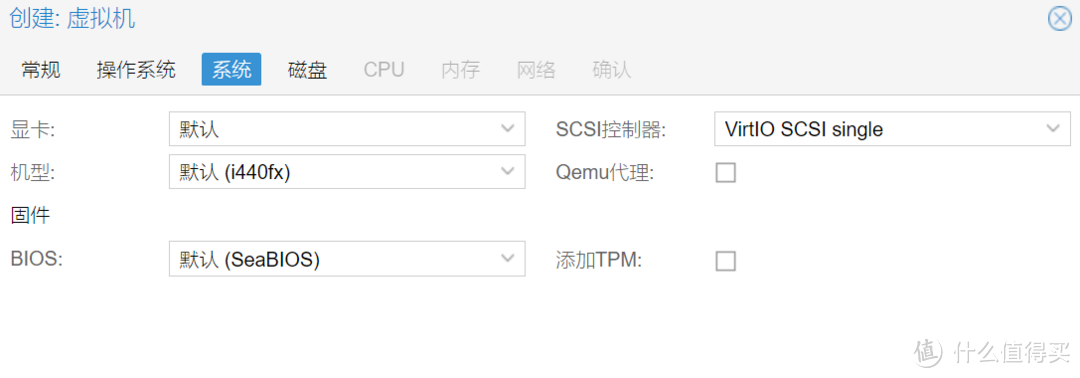 创建: 虚拟机
常规 操作系统 系统 磁盘 CPU 内存 网络 确认
显卡: 默认 SCSI控制器: VirtIO SCSI single
机型: 默认 (i440fx) Qemu代理:
固件
BIOS: 默认 (SeaBIOS) 添加TPM:
值 什么值得买